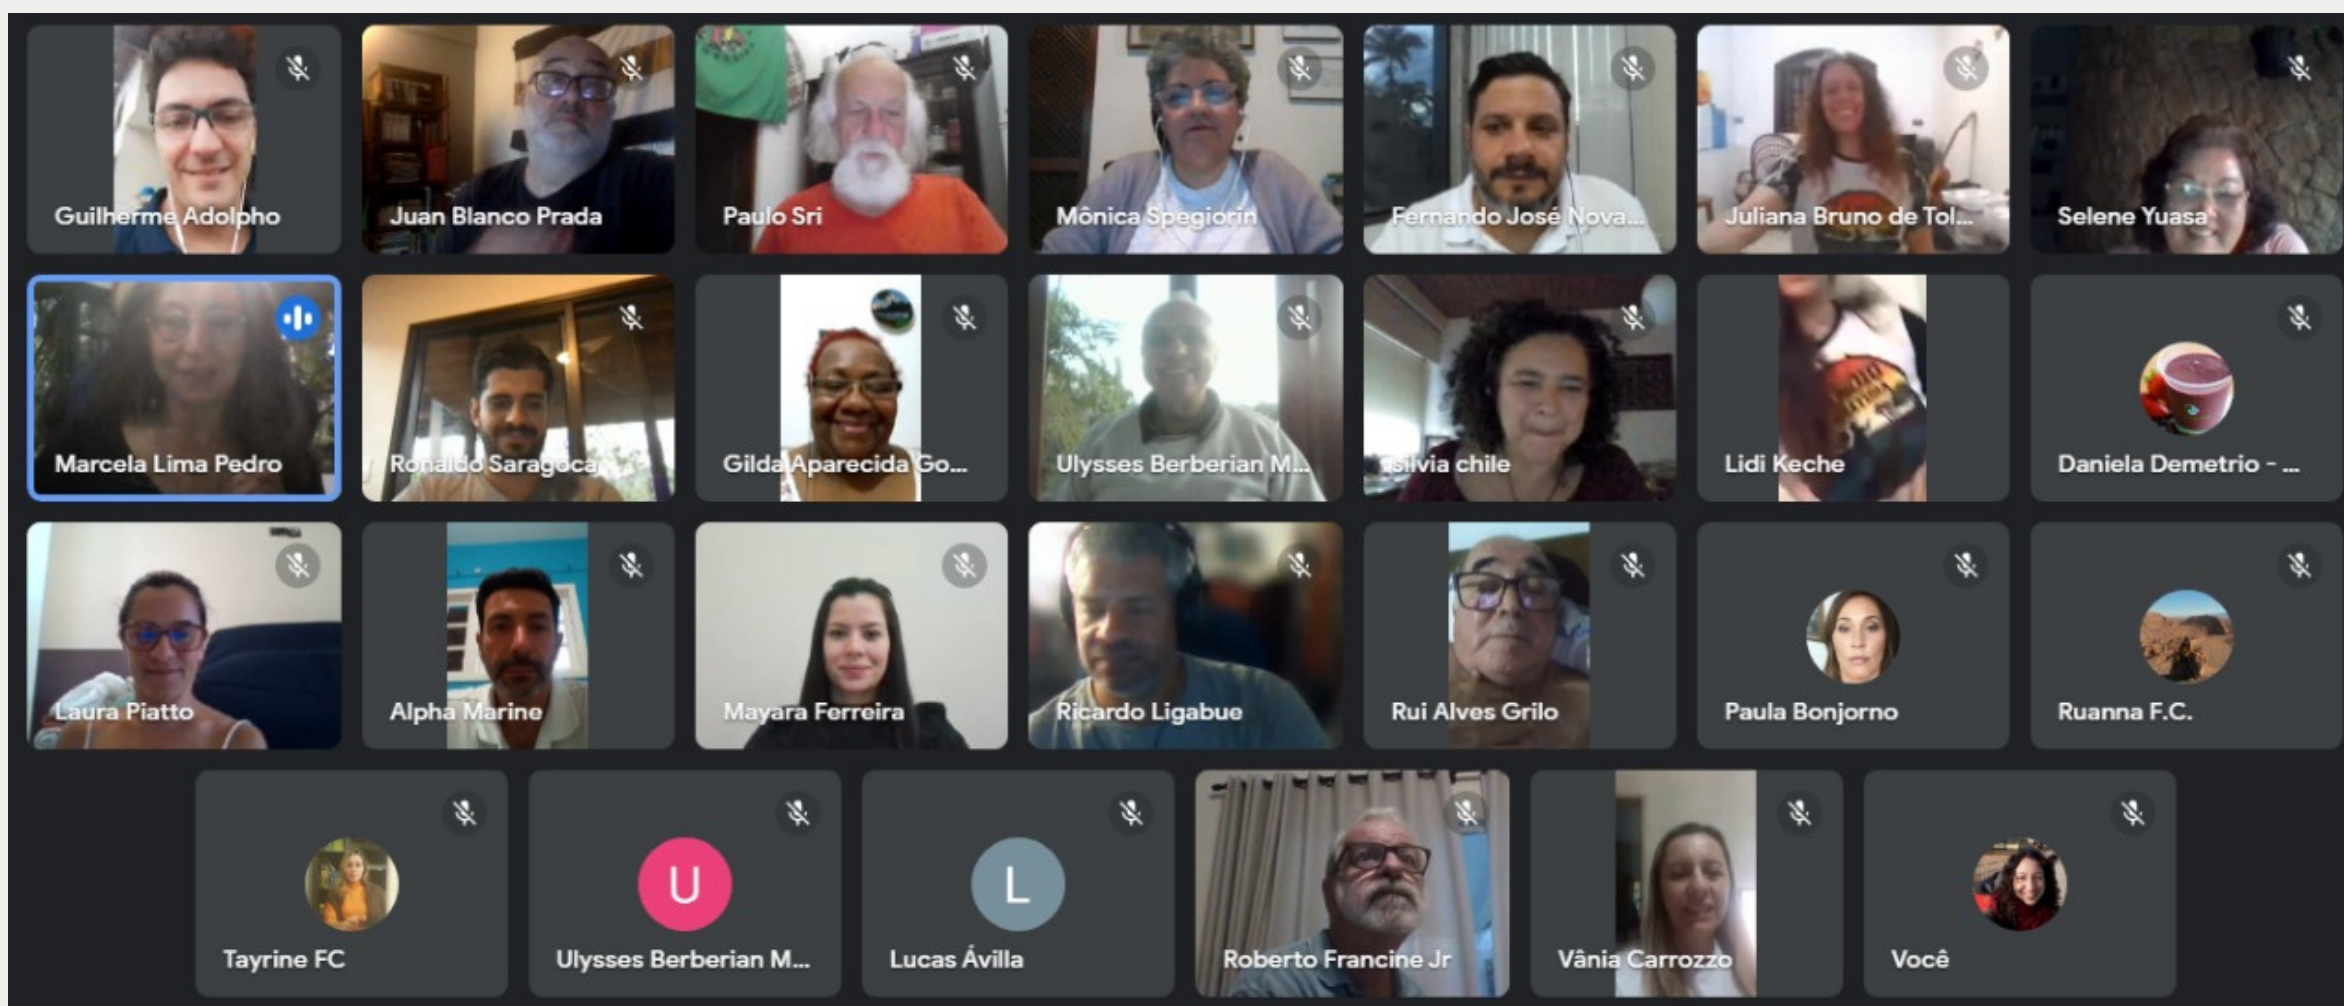 Guilherme Adolpho
Juan Blanco Prada
Paulo Sri
Mônica Spegiorin
Fernando José Nova...
Juliana Bruno de Tol...
Selene Yuasa
Marcela Lima Pedro
Ronaldo Saragoca
Gilda Aparecida Go...
Ulysses Berberian M...
silvia chile
Lidi Keche
Daniela Demetrio - ...
Laura Piatto
Alpha Marine
Mayara Ferreira
Ricardo Ligabue
Rui Alves Grilo
Paula Bonjorno
Ruanna F.C.
Tayrine FC
U
Ulysses Berberian M...
L
Lucas Ávilla
Roberto Francine Jr
Vânia Carrozzo
Você